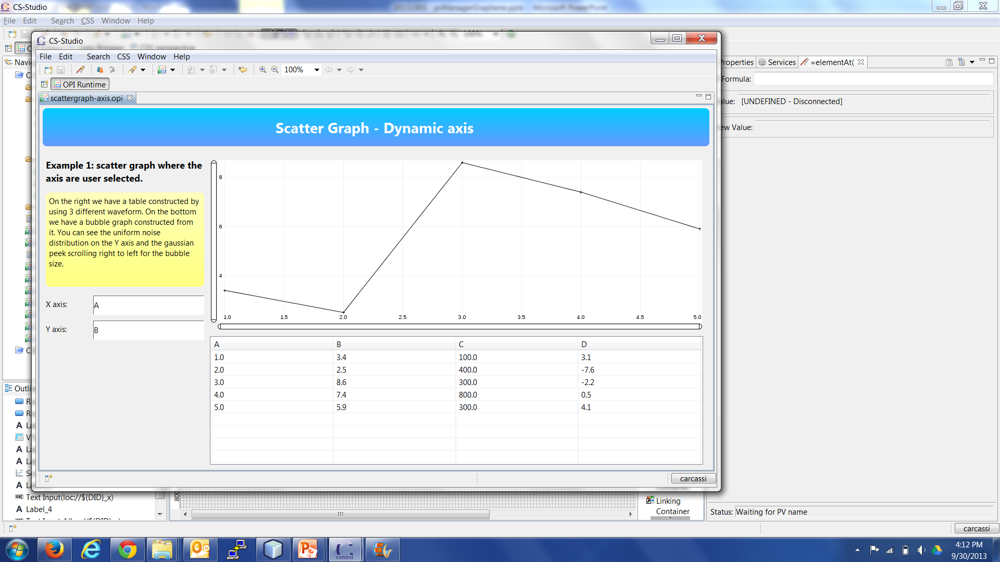 CS-Studio
File Edit Search CSS Window Help
CS-Studio
File Edit Search CSS Window Help
100%
OPI Runtime
scattergraph-axis.opi
Scatter Graph - Dynamic axis
Example 1: scatter graph where the
axis are user selected.
On the right we have a table constructed by
using 3 different waveform. On the bottom
we have a bubble graph constructed from
it. You can see the uniform noise
distribution on the Y axis and the gaussian
peek scrolling right to left for the bubble
size.
X axis: A
Y axis: B
8
6
4
1.0 1.5 2.0 2.5 3.0 3.5 4.0 4.5 5.0
A B C D
1.0 3.4 100.0 3.1
2.0 2.5 400.0 -7.6
3.0 8.6 300.0 -2.2
4.0 7.4 800.0 0.5
5.0 5.9 300.0 4.1
carcassi
Navi
Outli
Text Input(loc://${DID}_x)
Label_4
800
Linking
Container
roperties Services =elementAt(
Formula:
alue: [UNDEFINED - Disconnected]
ew Value:
Status: Waiting for PV name
carcassi
control
4:12 PM
9/30/2013